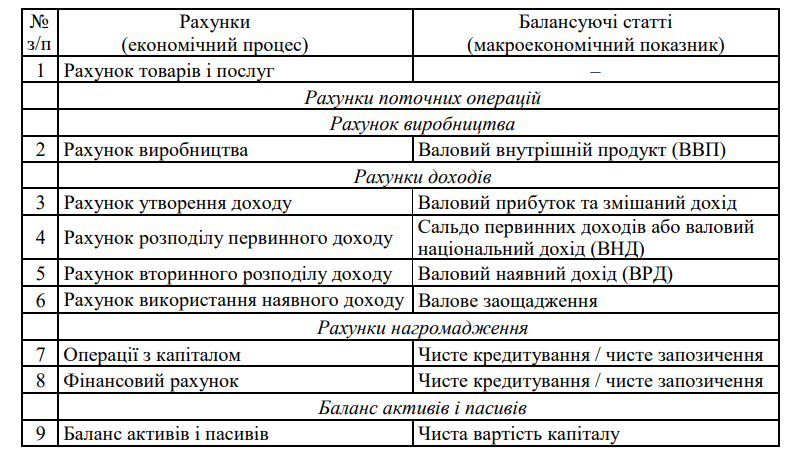 № з/п | Рахунки (економічний процес) | Балансуючі статті (макроекономічний показник)
1 | Рахунок товарів і послуг | –
Рахунки поточних операцій
Рахунок виробництва
2 | Рахунок виробництва | Валовий внутрішній продукт (ВВП)
Рахунки доходів
3 | Рахунок утворення доходу | Валовий прибуток та змішаний дохід
4 | Рахунок розподілу первинного доходу | Сальдо первинних доходів або валовий національний дохід (ВНД)
5 | Рахунок вторинного розподілу доходу | Валовий наявний дохід (ВРД)
6 | Рахунок використання наявного доходу | Валове заощадження
Рахунки нагромадження
7 | Операції з капіталом | Чисте кредитування / чисте запозичення
8 | Фінансовий рахунок | Чисте кредитування / чисте запозичення
Баланс активів і пасивів
9 | Баланс активів і пасивів | Чиста вартість капіталу